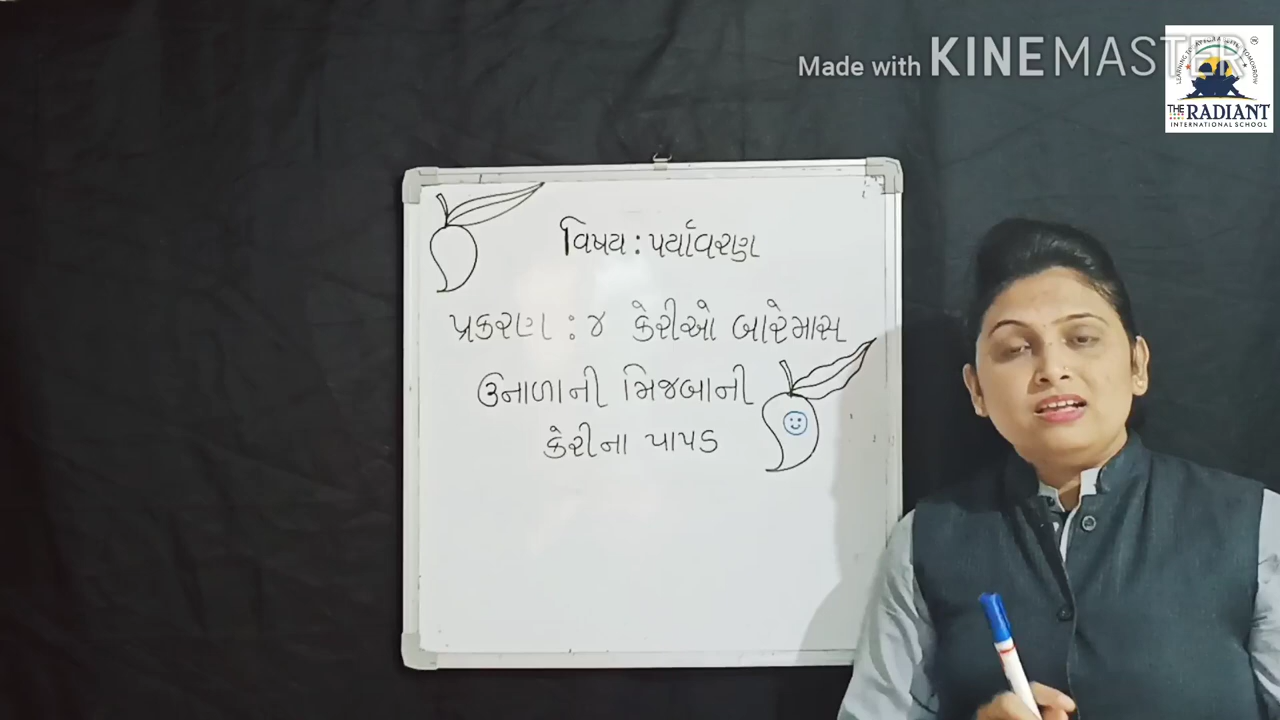 Made with KINEMASTER
THE RADIANT
INTERNATIONAL SCHOOL
વિષય : પર્યાવરણ
પ્રકરણ : ૪ કેરીઓ બારેમાસ
ઉનાળાની મિજબાની
કેરીના પાપડ